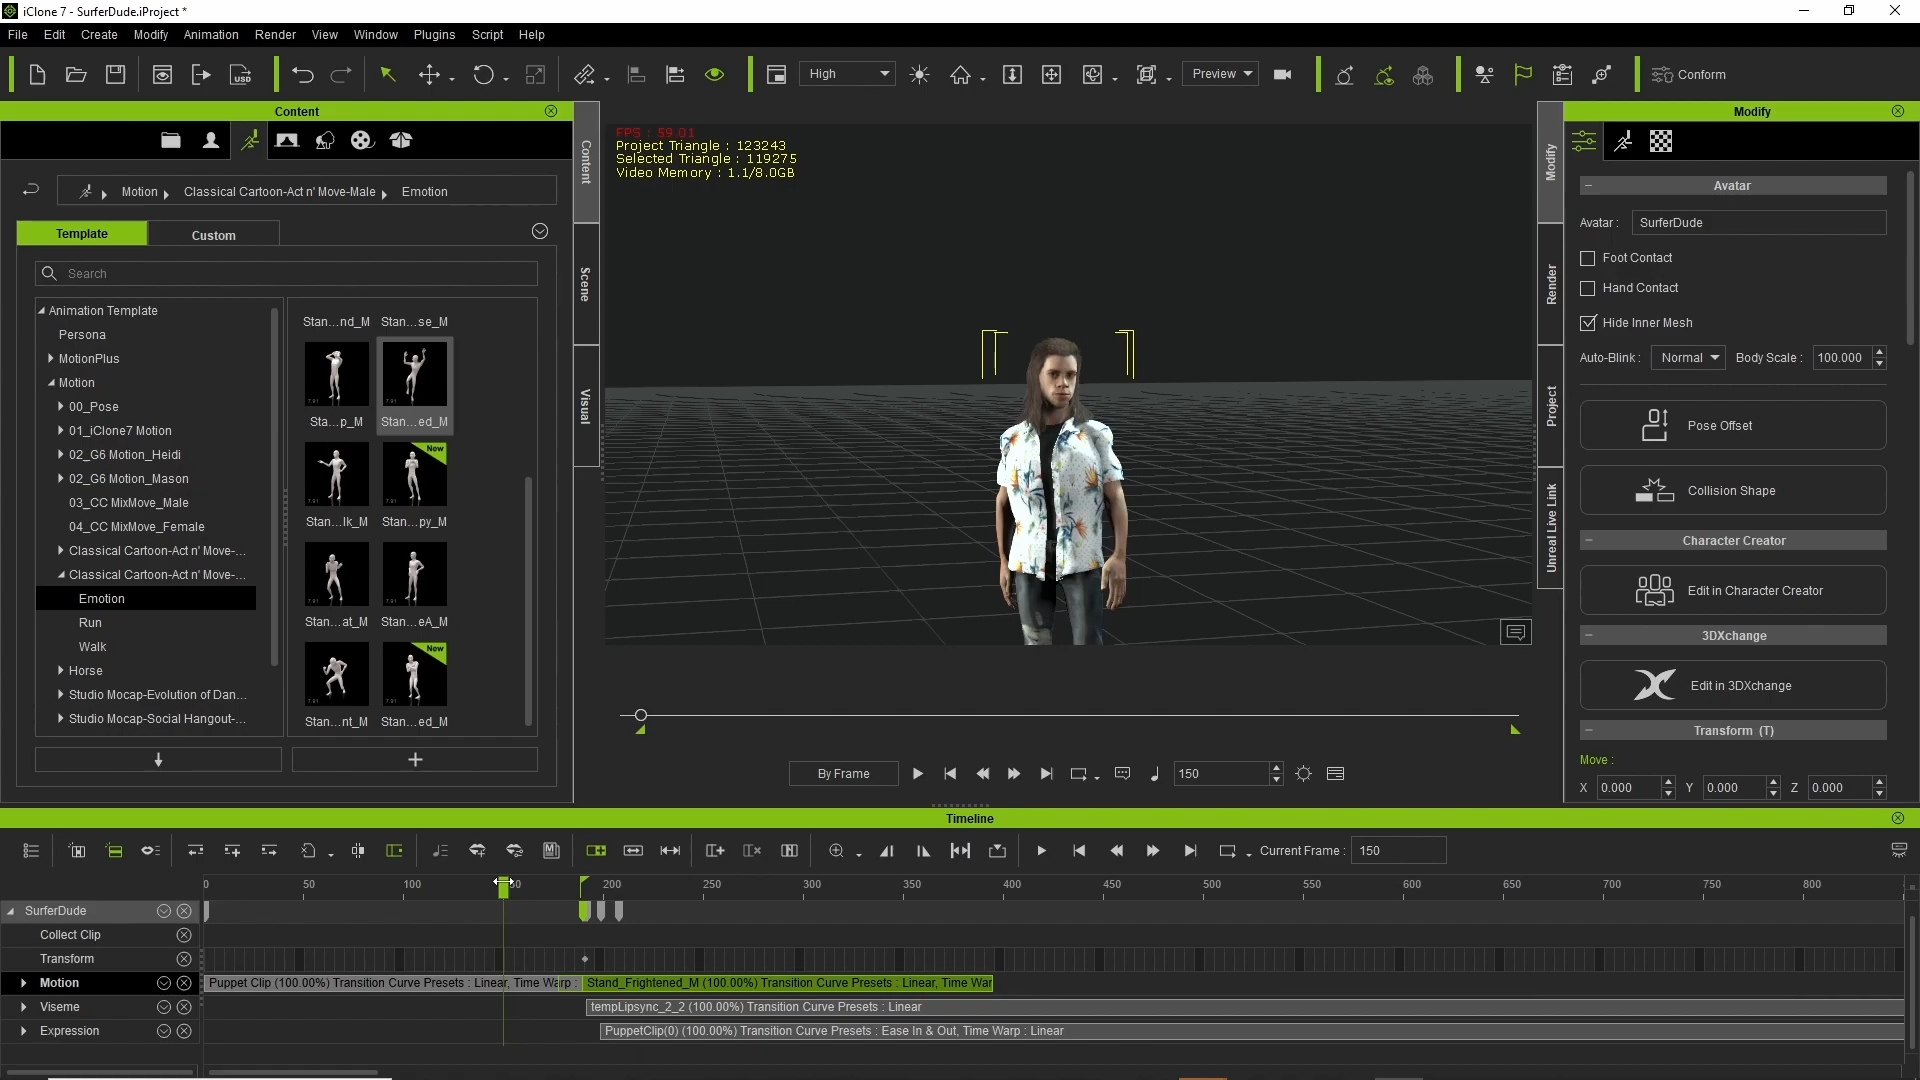 iClone 7 - SurferDude.iProject *
File Edit Create Modify Animation Render View Window Plugins Script Help
USD High Preview Conform
Content
Motion Classical Cartoon-Act n' Move-Male Emotion
Template Custom
Search
Animation Template
Persona
MotionPlus
Motion
00_Pose
01_iClone7 Motion
02_G6 Motion_Heidi
02_G6 Motion_Mason
03_CC MixMove_Male
04_CC MixMove_Female
Classical Cartoon-Act n' Move-...
Classical Cartoon-Act n' Move-...
Emotion
Run
Walk
Horse
Studio Mocap-Evolution of Dan...
Studio Mocap-Social Hangout-...
Stan...nd_M Stan...se_M
Sta...p_M Stan...ed_M
New
Stan...lk_M Stan...py_M
Stan...at_M Stan...eA_M
New
Stan...nt_M Stan...ed_M
Content
Scene
Visual
FPS : 59.01
Project Triangle : 123243
Selected Triangle : 119275
Video Memory : 1.1/8.0GB
By Frame 150
Modify
Render
Project
Unreal Live Link
Modify
Avatar
Avatar : SurferDude
Foot Contact
Hand Contact
Hide Inner Mesh
Auto-Blink : Normal Body Scale : 100.000
Pose Offset
Collision Shape
Character Creator
Edit in Character Creator
3DXchange
Edit in 3DXchange
Transform (T)
Move :
X 0.000 Y 0.000 Z 0.000
Timeline
Current Frame : 150
0 50 100 50 200 250 300 350 400 450 500 550 600 650 700 750 800
SurferDude
Collect Clip
Transform
Motion Puppet Clip (100.00%) Transition Curve Presets : Linear, Time Warp : Stand_Frightened_M (100.00%) Transition Curve Presets : Linear, Time War
Viseme tempLipsync_2_2 (100.00%) Transition Curve Presets : Linear
Expression PuppetClip(0) (100.00%) Transition Curve Presets : Ease In & Out, Time Warp : Linear